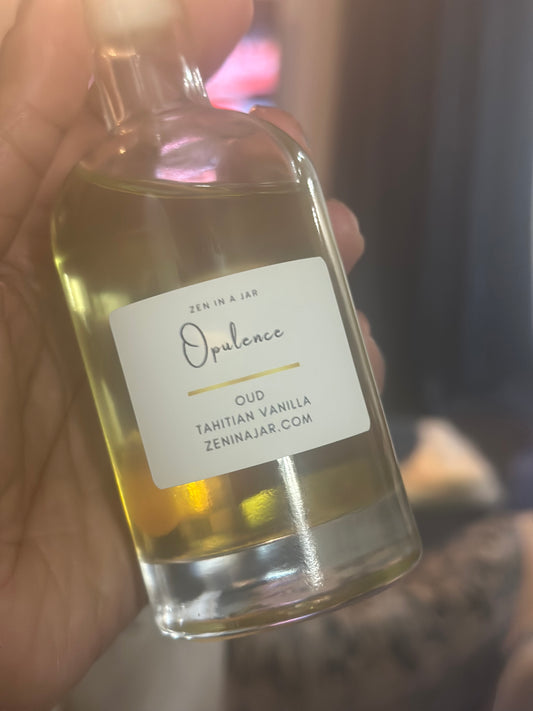 ZEN IN A JAR
Opulence
OUD
TAHITIAN VANILLA
ZENINAJAR.COM